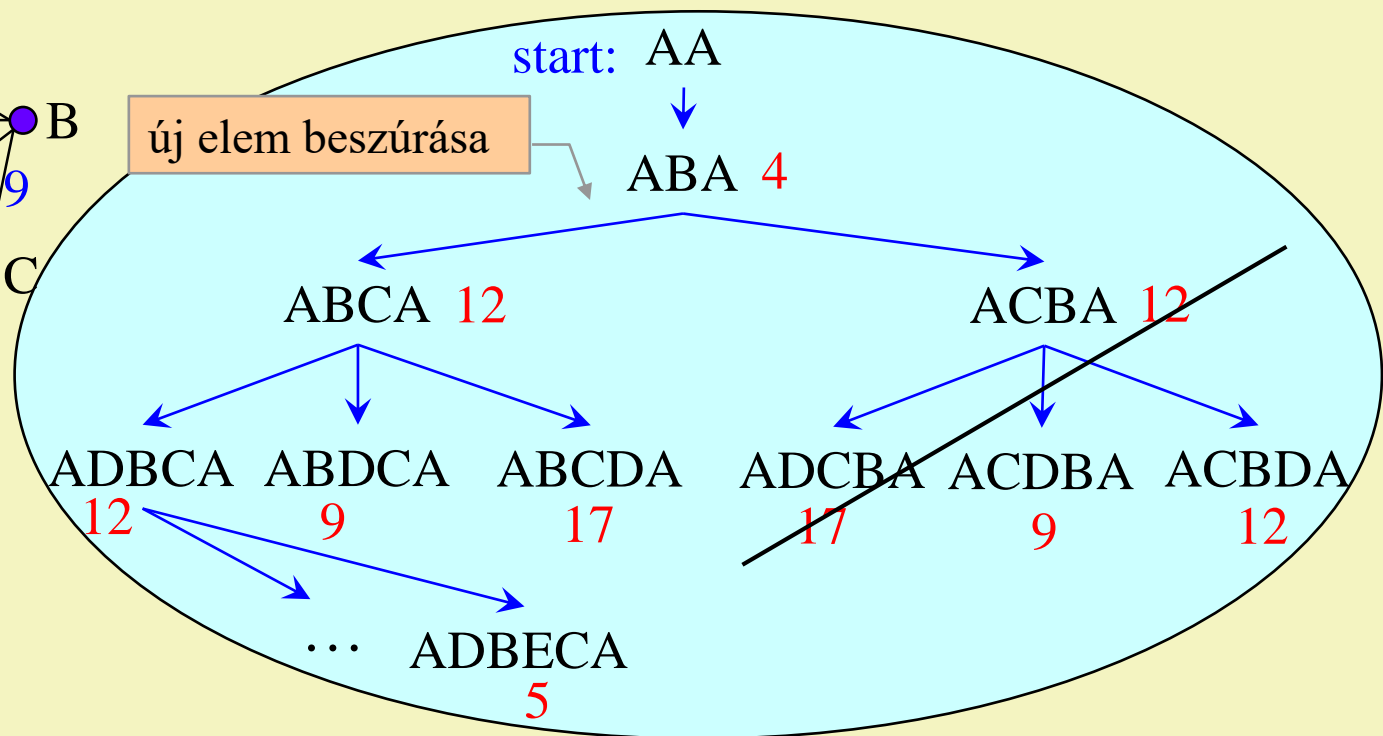 start: AA
B
új elem beszúrása
ABA 4
9
C
ABCA 12
ACBA 12
ADBCA ABDCA ABCDA ADCBA ACDBA ACBDA
12 9 17 17 9 12
… ADBECA
5